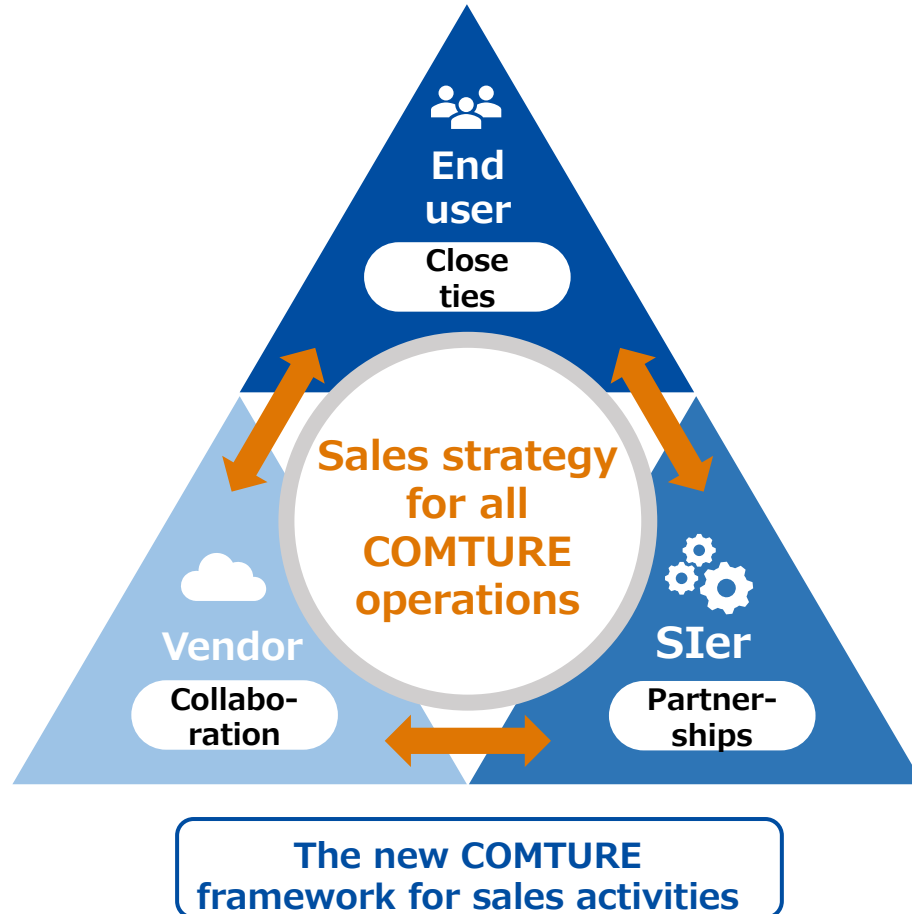 End
user
Close
ties
Sales strategy
for all
COMTURE
operations
Vendor
Collabo-
ration
SIer
Partner-
ships
The new COMTURE
framework for sales activities